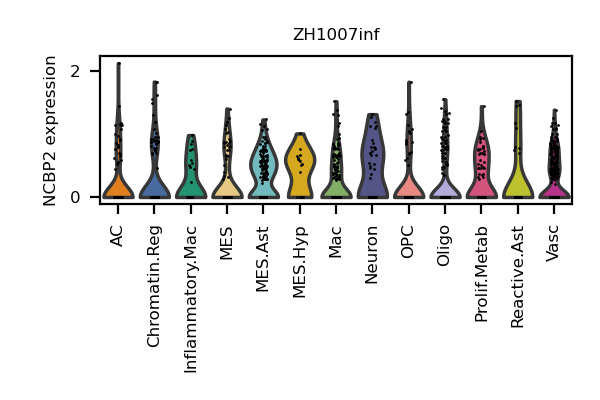 ZH1007inf
NCBP2 expression
2
0
AC
Chromatin.Reg
Inflammatory.Mac
MES
MES.Ast
MES.Hyp
Mac
Neuron
OPC
Oligo
Prolif.Metab
Reactive.Ast
Vasc